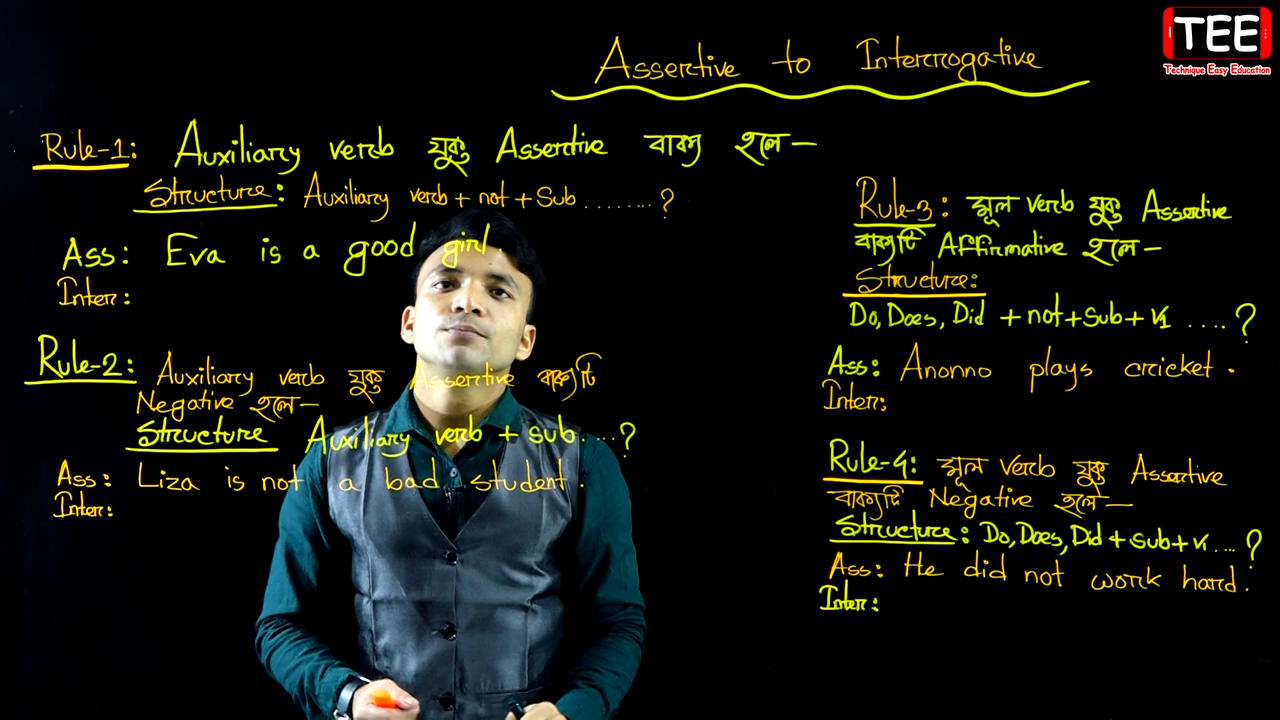 TEE
Technique Easy Education
Assertive to Interrogative
Rule-1: Auxiliary verb যুক্ত Assertive বাক্য হলে—
Structure: Auxiliary verb + not + Sub ........ ?
Ass: Eva is a good girl.
Inter:
Rule-2: Auxiliary verb যুক্ত Assertive বাক্যটি
Negative হলে—
Structure Auxiliary verb + sub.....?
Ass: Liza is not a bad student.
Inter:
Rule-3: মূল verb যুক্ত Assertive
বাক্যটি Affirmative হলে—
Structure:
Do, Does, Did + not + sub + V1 .... ?
Ass: Anonno plays cricket.
Inter:
Rule-4: মূল verb যুক্ত Assertive
বাক্যটি Negative হলে—
Structure: Do, Does, Did + sub + V1 .... ?
Ass: He did not work hard.
Inter: